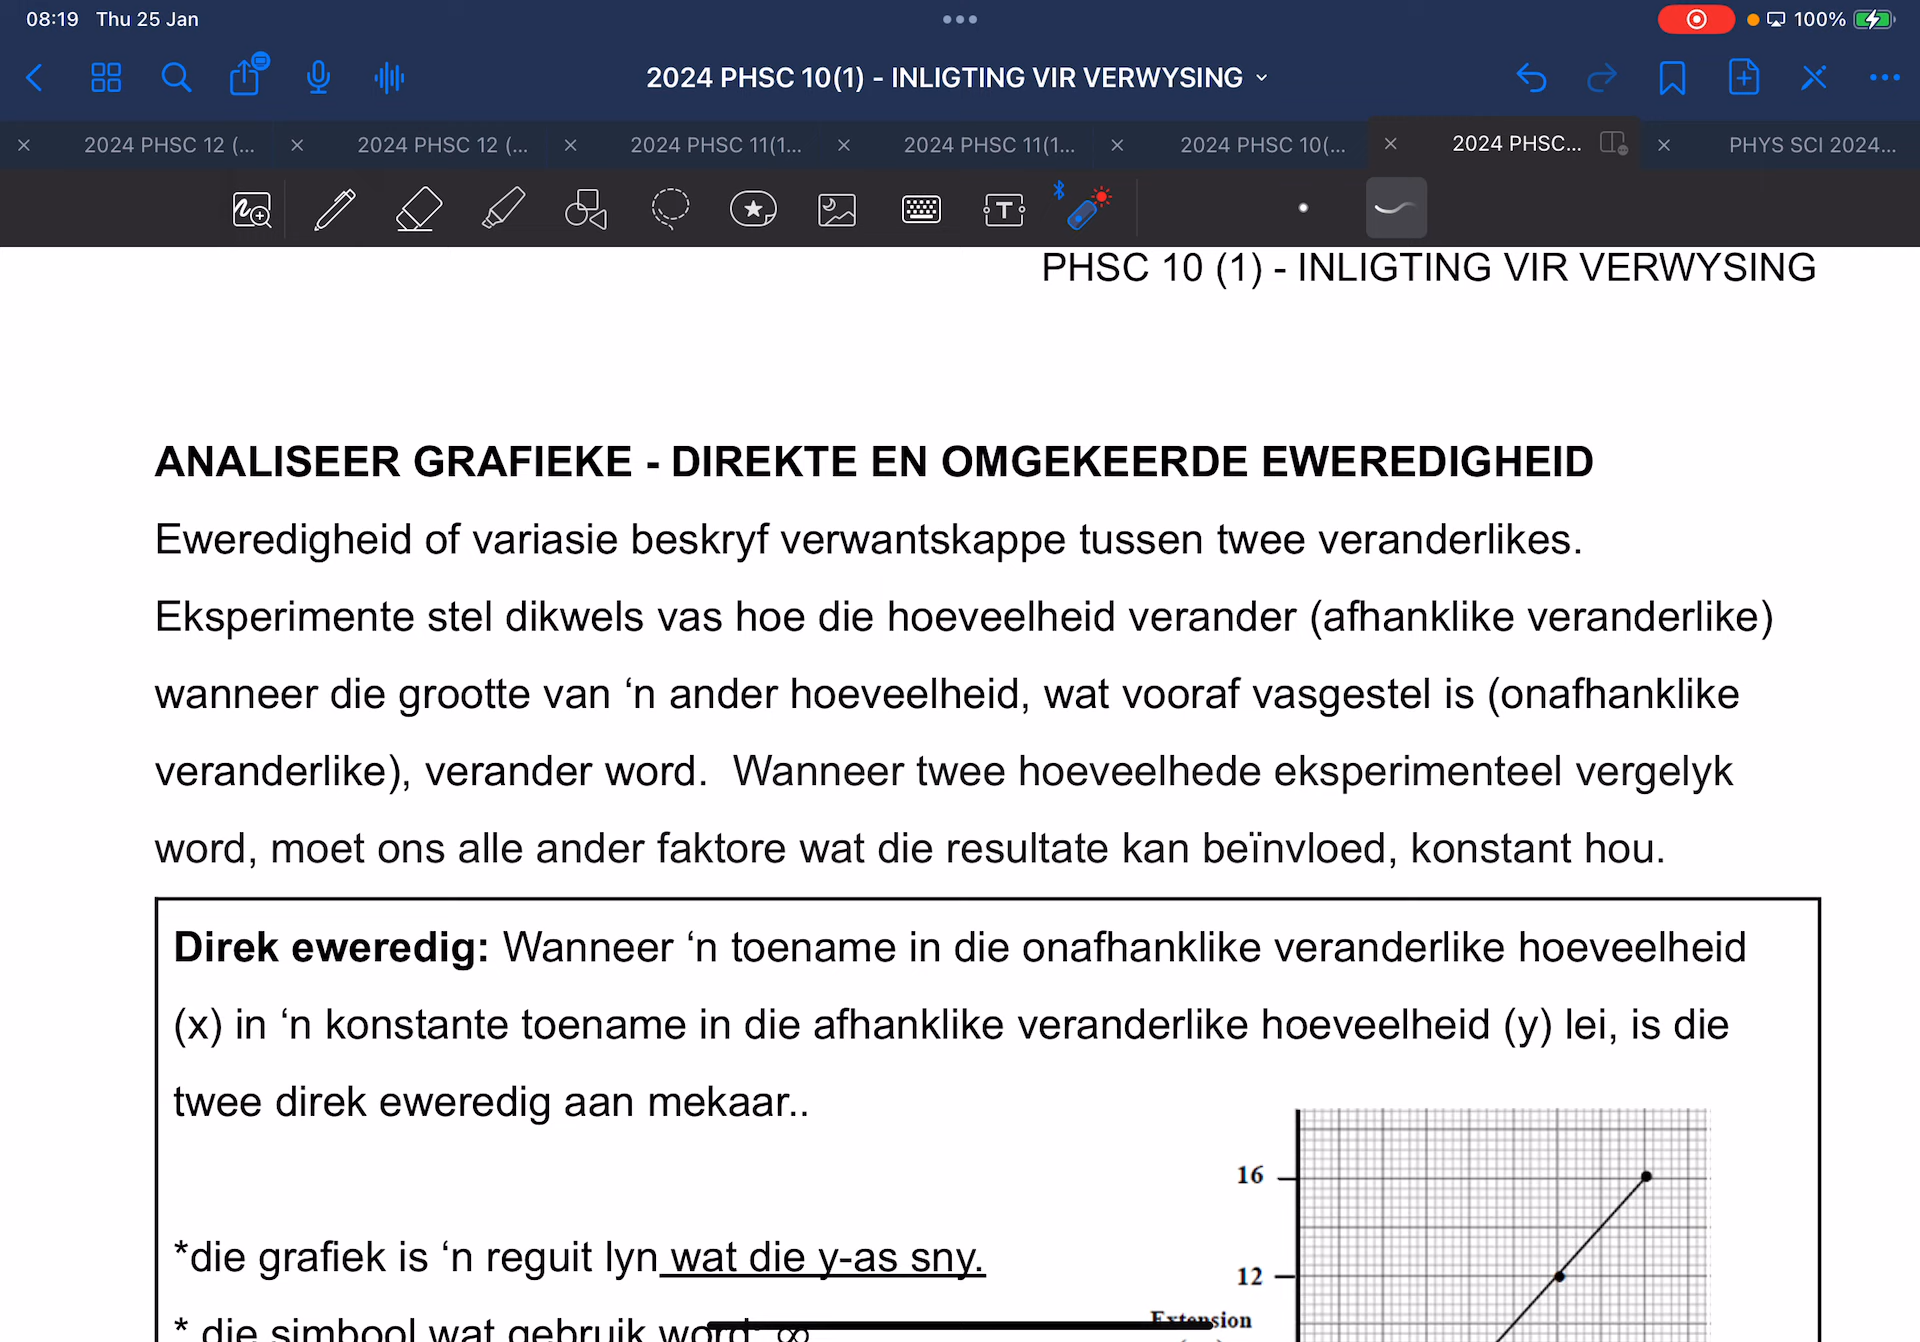 08:19 Thu 25 Jan
100%
2024 PHSC 10(1) - INLIGTING VIR VERWYSING
2024 PHSC 12 (...
2024 PHSC 12 (...
2024 PHSC 11(1...
2024 PHSC 11(1...
2024 PHSC 10(...
2024 PHSC...
PHYS SCI 2024...
PHSC 10 (1) - INLIGTING VIR VERWYSING
ANALISEER GRAFIEKE - DIREKTE EN OMGEKEERDE EWEREDIGHEID
Eweredigheid of variasie beskryf verwantskappe tussen twee veranderlikes.
Eksperimente stel dikwels vas hoe die hoeveelheid verander (afhanklike veranderlike)
wanneer die grootte van ‘n ander hoeveelheid, wat vooraf vasgestel is (onafhanklike
veranderlike), verander word. Wanneer twee hoeveelhede eksperimenteel vergelyk
word, moet ons alle ander faktore wat die resultate kan beïnvloed, konstant hou.
Direk eweredig: Wanneer ‘n toename in die onafhanklike veranderlike hoeveelheid
(x) in ‘n konstante toename in die afhanklike veranderlike hoeveelheid (y) lei, is die
twee direk eweredig aan mekaar..
16
*die grafiek is ‘n reguit lyn wat die y-as sny.
12
Extension
* die simbool wat gebruik word: ∝